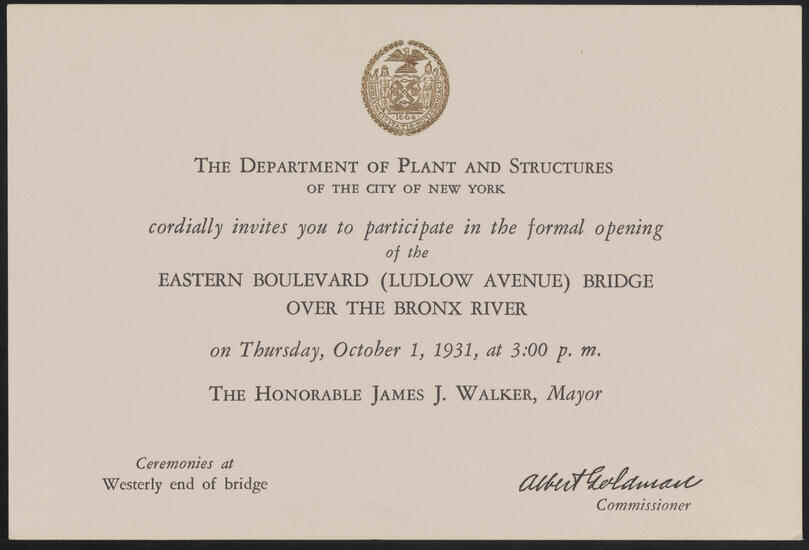 1664
THE DEPARTMENT OF PLANT AND STRUCTURES
OF THE CITY OF NEW YORK
cordially invites you to participate in the formal opening
of the
EASTERN BOULEVARD (LUDLOW AVENUE) BRIDGE
OVER THE BRONX RIVER
on Thursday, October 1, 1931, at 3:00 p. m.
THE HONORABLE JAMES J. WALKER, Mayor
Ceremonies at
Westerly end of bridge
Albert Goldman
Commissioner